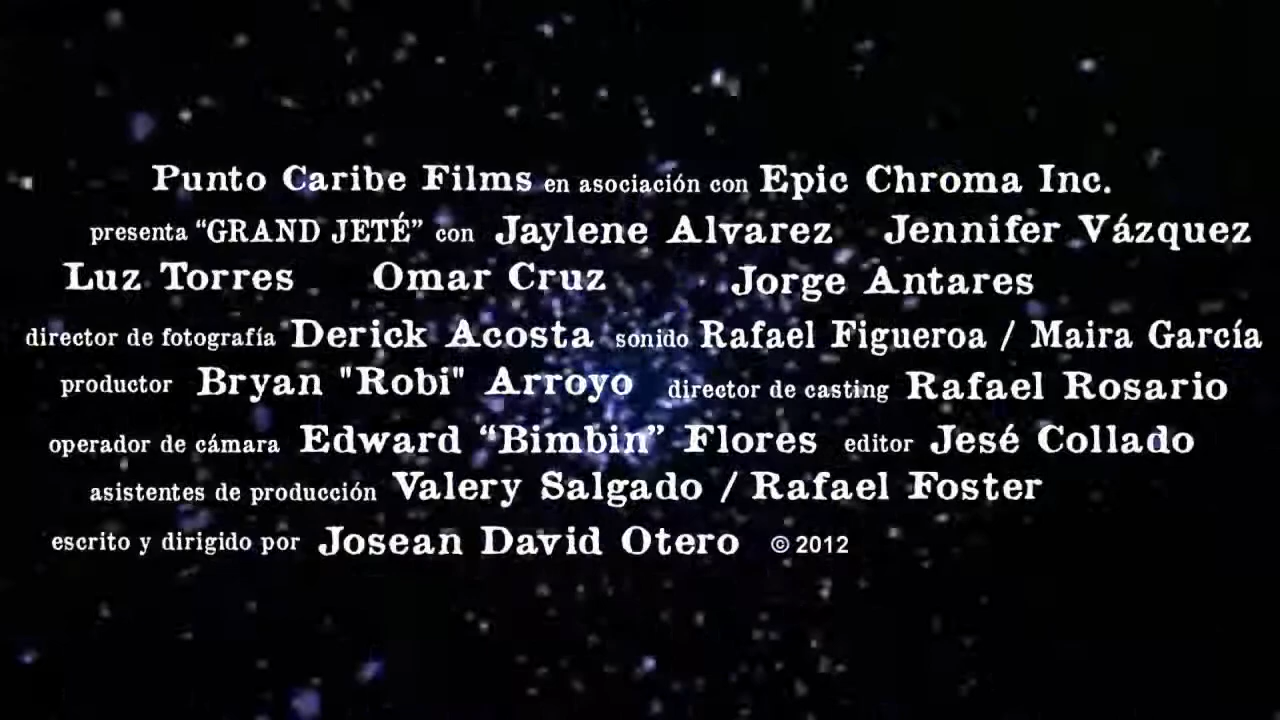 Punto Caribe Films en asociación con Epic Chroma Inc.
presenta “GRAND JETÉ” con Jaylene Alvarez Jennifer Vázquez
Luz Torres Omar Cruz Jorge Antares
director de fotografía Derick Acosta sonido Rafael Figueroa / Maira García
productor Bryan "Robi" Arroyo director de casting Rafael Rosario
operador de cámara Edward “Bimbin” Flores editor Jesé Collado
asistentes de producción Valery Salgado / Rafael Foster
escrito y dirigido por Josean David Otero © 2012